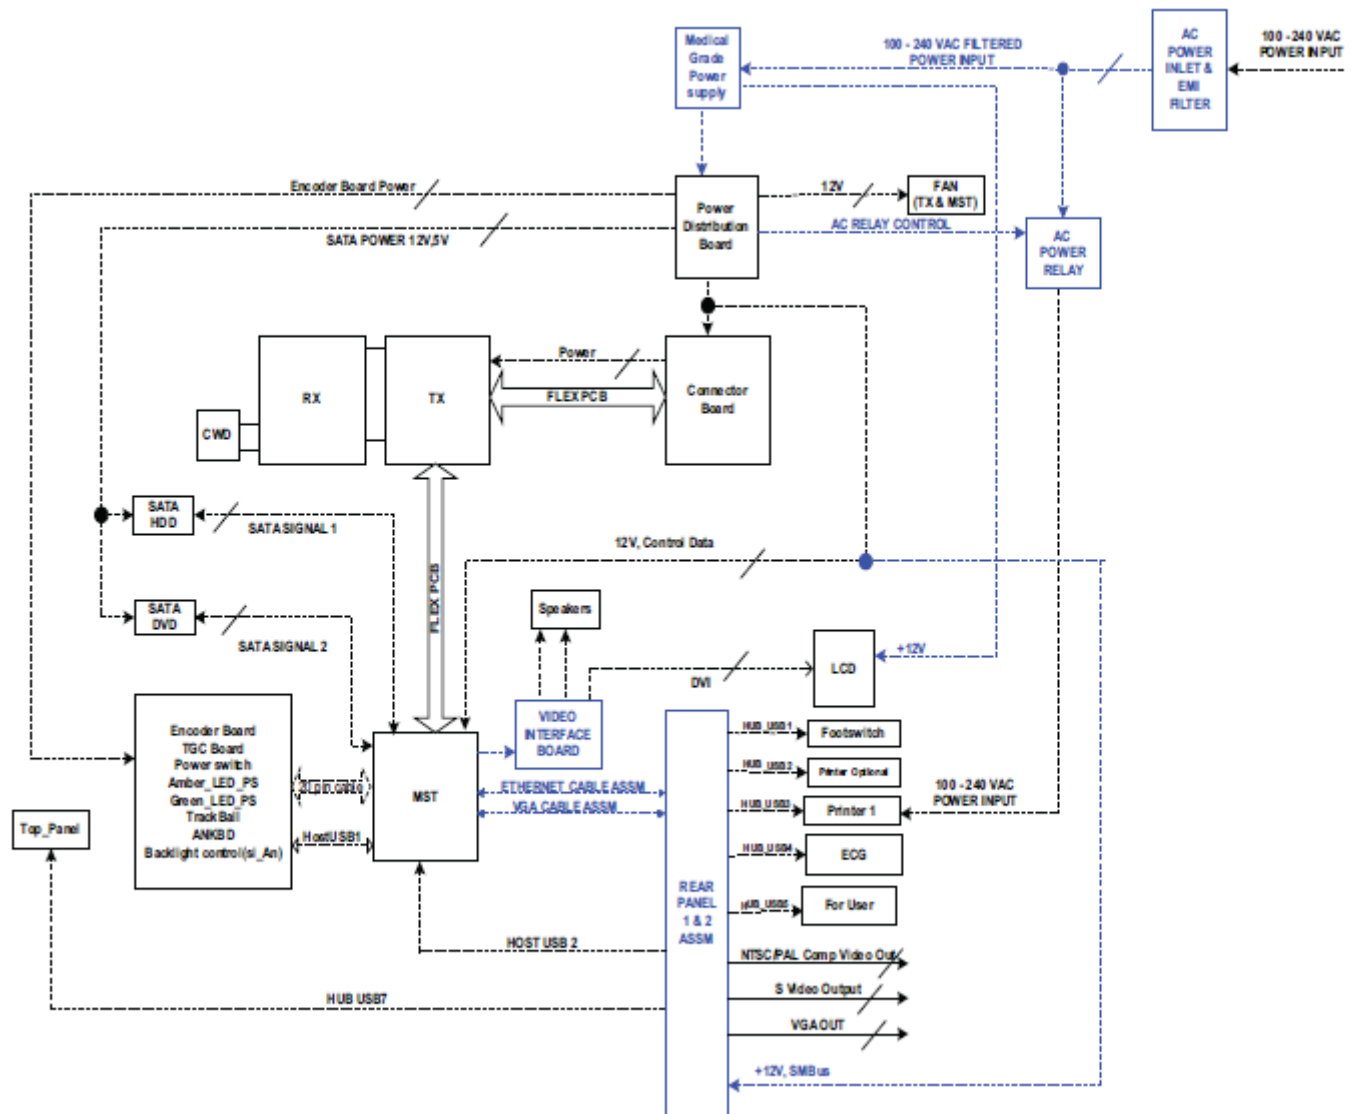 Medical
Grade
Power
supply
100 - 240 VAC FILTERED
POWER INPUT
AC
POWER
INLET &
EMI
FILTER
100 - 240 VAC
POWER INPUT
Encoder Board Power
SATA POWER 12V,5V
Power
Distribution
Board
12V
FAN
(TX & MST)
AC RELAY CONTROL
AC
POWER
RELAY
RX
TX
CWD
Power
FLEX PCB
Connector
Board
SATA
HDD
SATA SIGNAL 1
SATA
DVD
SATA SIGNAL 2
FLEX PCB
12V, Control Data
Speakers
+12V
LCD
DVI
VIDEO
INTERFACE
BOARD
Encoder Board
TGC Board
Power switch
Amber_LED_PS
Green_LED_PS
Track Ball
ANKBD
Backlight control(sl_An)
20 pin cable
HostUSB1
MST
ETHERNET CABLE ASSM
VGA CABLE ASSM
Top_Panel
HOST USB 2
HUB USB7
REAR
PANEL
1 & 2
ASSM
HUB_USB1
Footswitch
HUB_USB2
Printer Optional
HUB_USB3
Printer 1
100 - 240 VAC
POWER INPUT
HUB_USB4
ECG
HUB_USB5
For User
NTSC/PAL Comp Video Out
S Video Output
VGA OUT
+12V, SMBus